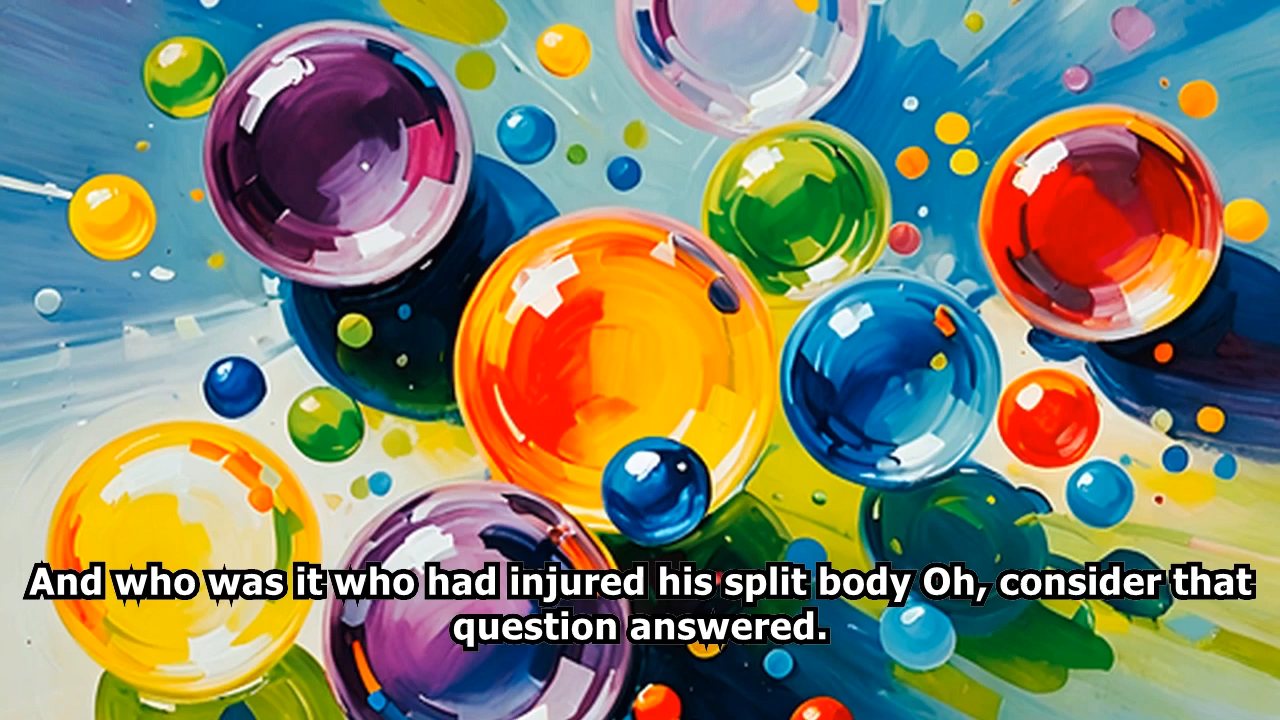 And who was it who had injured his split body Oh, consider that
question answered.